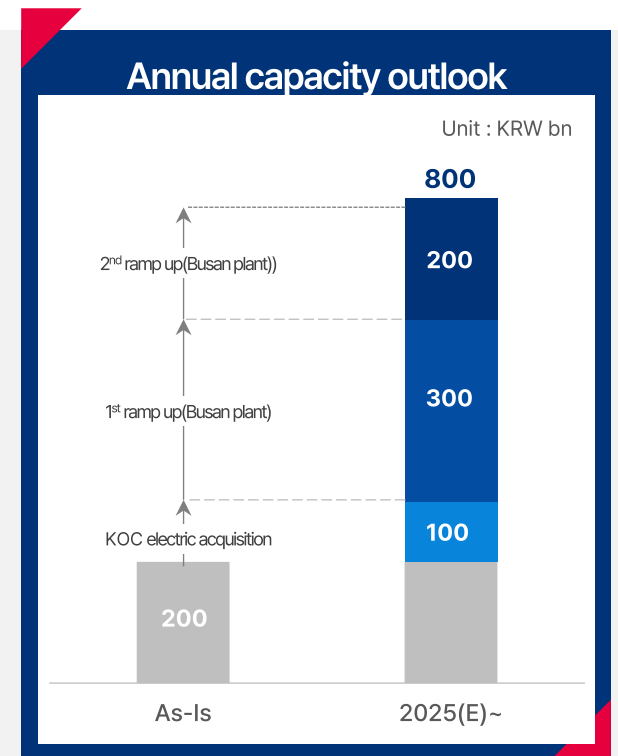 Annual capacity outlook
Unit : KRW bn
800
200
2nd ramp up(Busan plant))
300
1st ramp up(Busan plant)
100
KOC electric acquisition
200
As-Is
2025(E)~